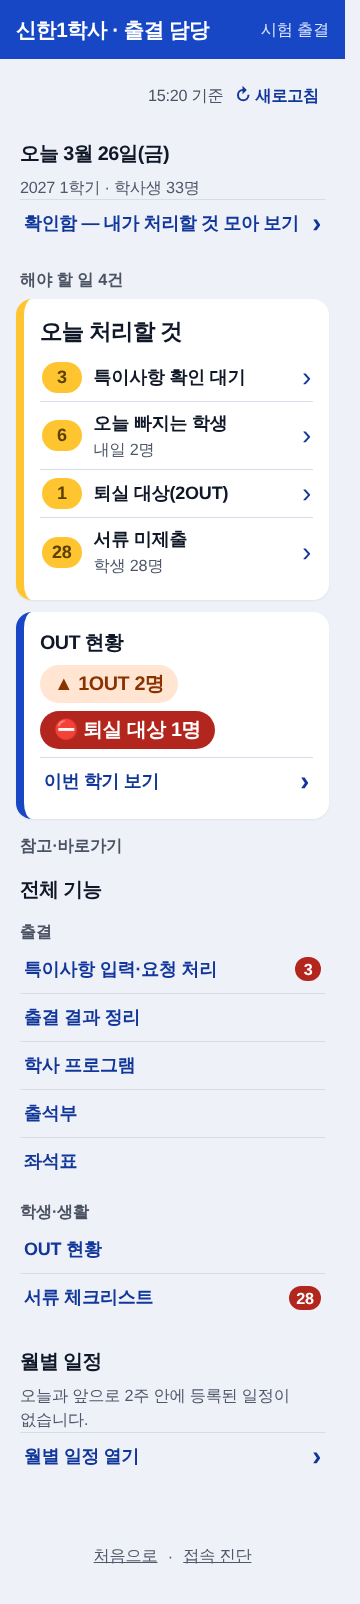 신한1학사 · 출결 담당 시험 출결
15:20 기준 ↻ 새로고침
오늘 3월 26일(금)
2027 1학기 · 학사생 33명
확인함 — 내가 처리할 것 모아 보기 ›
해야 할 일 4건
오늘 처리할 것
3 특이사항 확인 대기 ›
6 오늘 빠지는 학생 ›
내일 2명
1 퇴실 대상(2OUT) ›
28 서류 미제출 ›
학생 28명
OUT 현황
▲ 1OUT 2명
⛔ 퇴실 대상 1명
이번 학기 보기 ›
참고·바로가기
전체 기능
출결
특이사항 입력·요청 처리 3
출결 결과 정리
학사 프로그램
출석부
좌석표
학생·생활
OUT 현황
서류 체크리스트 28
월별 일정
오늘과 앞으로 2주 안에 등록된 일정이
없습니다.
월별 일정 열기 ›
처음으로 · 접속 진단